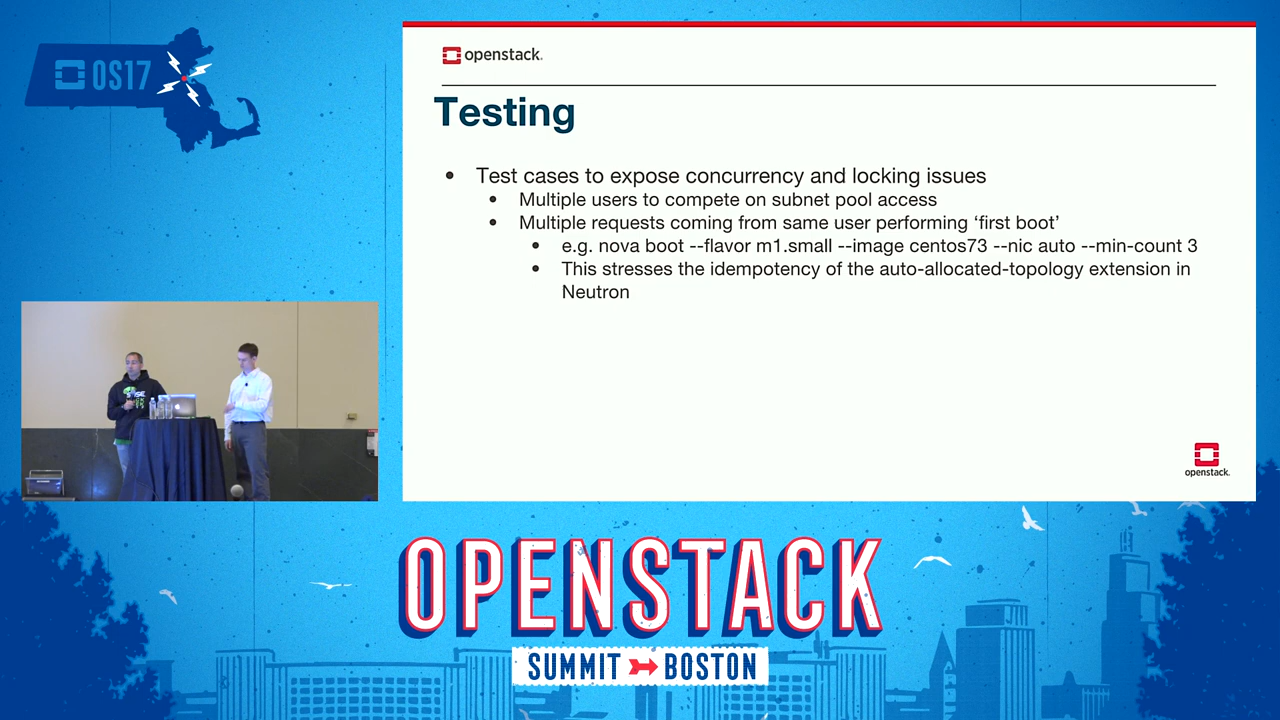 OS17
openstack.
Testing
• Test cases to expose concurrency and locking issues
• Multiple users to compete on subnet pool access
• Multiple requests coming from same user performing ‘first boot’
• e.g. nova boot --flavor m1.small --image centos73 --nic auto --min-count 3
• This stresses the idempotency of the auto-allocated-topology extension in
Neutron
openstack.
OPENSTACK
SUMMIT BOSTON